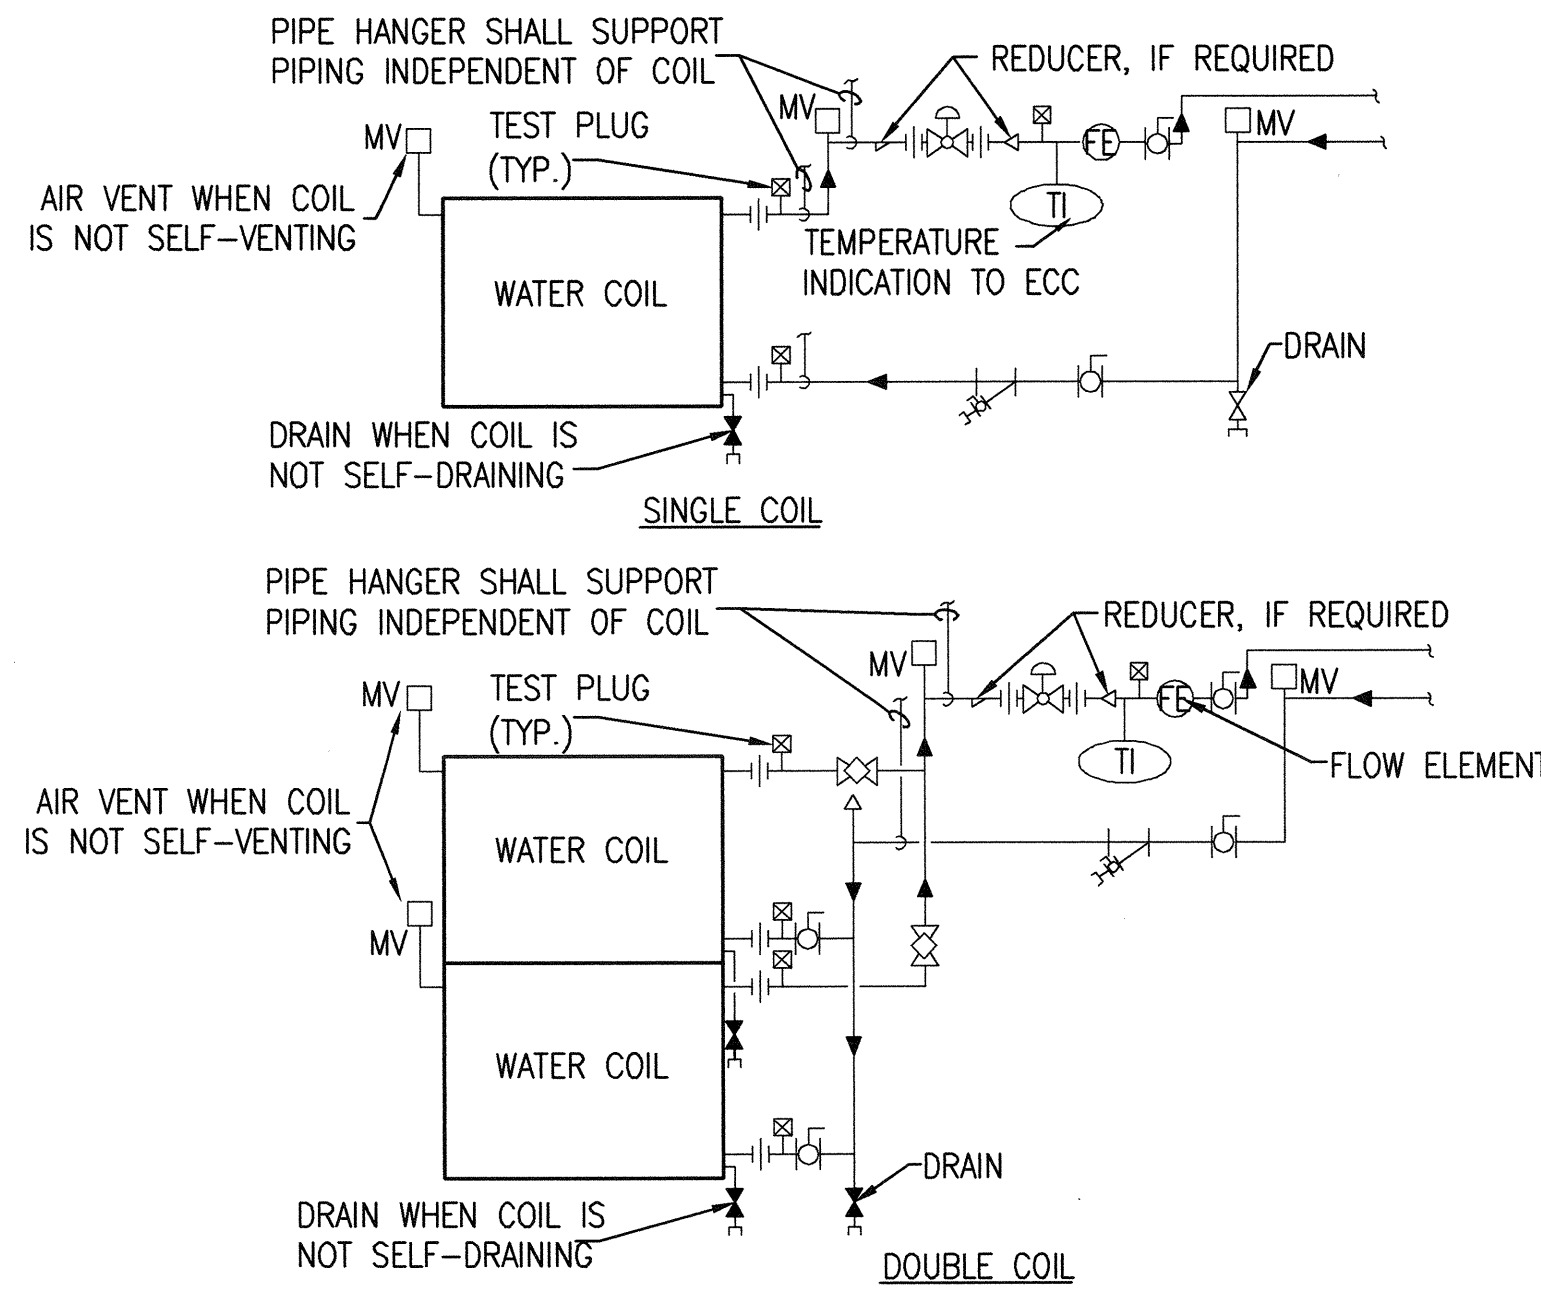 PIPE HANGER SHALL SUPPORT
PIPING INDEPENDENT OF COIL
REDUCER, IF REQUIRED
MV
TEST PLUG
(TYP.)
MV
MV
FE
AIR VENT WHEN COIL
IS NOT SELF-VENTING
TI
TEMPERATURE
INDICATION TO ECC
WATER COIL
DRAIN
DRAIN WHEN COIL IS
NOT SELF-DRAINING
SINGLE COIL
PIPE HANGER SHALL SUPPORT
PIPING INDEPENDENT OF COIL
REDUCER, IF REQUIRED
MV
MV
TEST PLUG
(TYP.)
MV
FE
TI
FLOW ELEMENT
AIR VENT WHEN COIL
IS NOT SELF-VENTING
WATER COIL
MV
WATER COIL
DRAIN
DRAIN WHEN COIL IS
NOT SELF-DRAINING
DOUBLE COIL